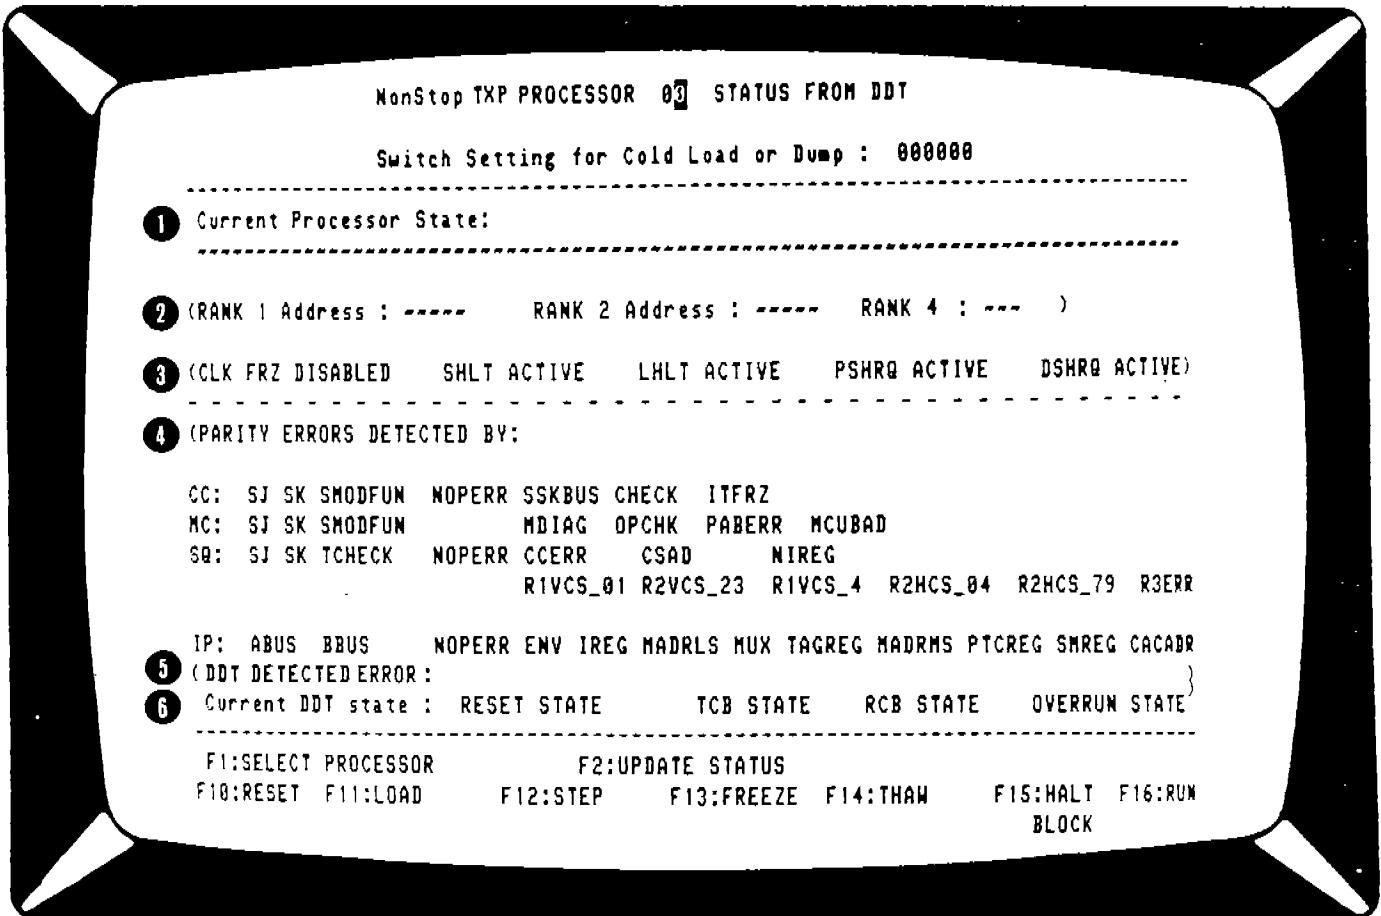 NonStop TXP PROCESSOR 03 STATUS FROM DDT
Switch Setting for Cold Load or Dump : 000000
1 Current Processor State:
2 (RANK 1 Address : ----- RANK 2 Address : ----- RANK 4 : --- )
3 (CLK FRZ DISABLED SHLT ACTIVE LHLT ACTIVE PSHRQ ACTIVE DSHRQ ACTIVE)
4 (PARITY ERRORS DETECTED BY:
CC: SJ SK SMODFUN NOPERR SSKBUS CHECK ITFRZ
MC: SJ SK SMODFUN MDIAG OPCHK PABERR MCUBAD
SQ: SJ SK TCHECK NOPERR CCERR CSAD NIREG
R1VCS_01 R2VCS_23 R1VCS_4 R2HCS_04 R2HCS_79 R3ERR
IP: ABUS BBUS NOPERR ENV IREG MADRLS MUX TAGREG MADRMS PTCREG SMREG CACADR
5 (DDT DETECTED ERROR : )
6 Current DDT state : RESET STATE TCB STATE RCB STATE OVERRUN STATE
F1:SELECT PROCESSOR F2:UPDATE STATUS
F10:RESET F11:LOAD F12:STEP F13:FREEZE F14:THAW F15:HALT F16:RUN
BLOCK